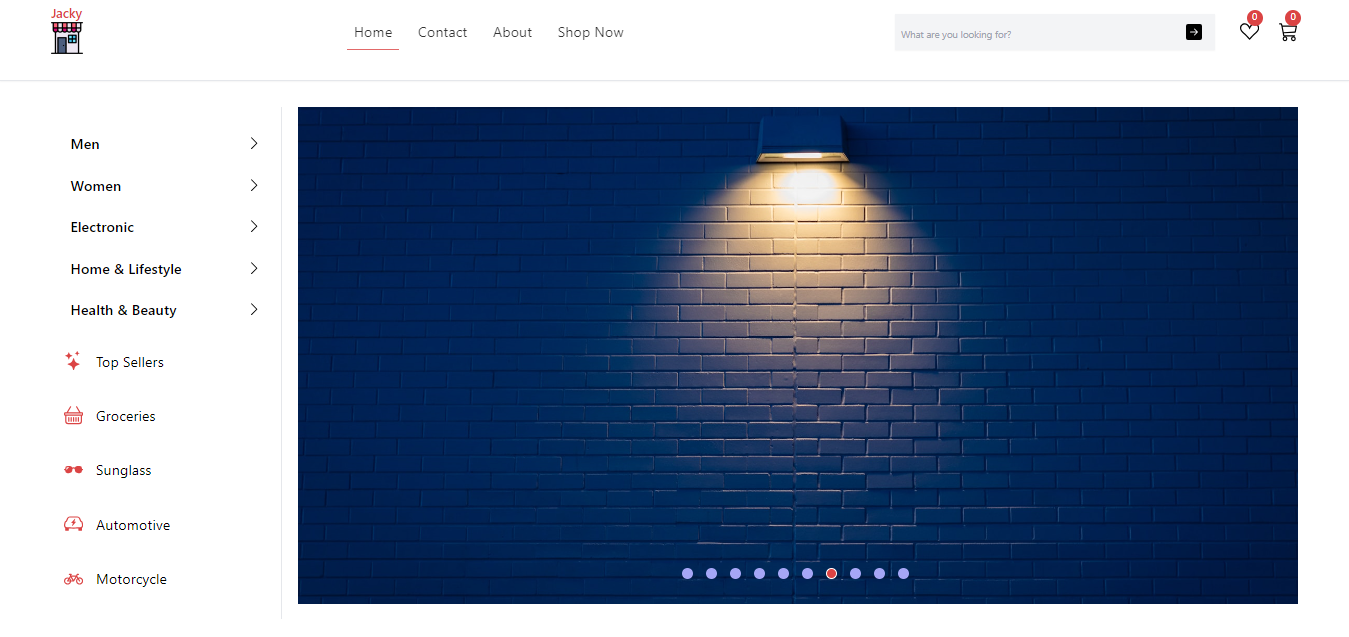 Jacky
Home Contact About Shop Now
What are you looking for?
0
0
Men
Women
Electronic
Home & Lifestyle
Health & Beauty
Top Sellers
Groceries
Sunglass
Automotive
Motorcycle